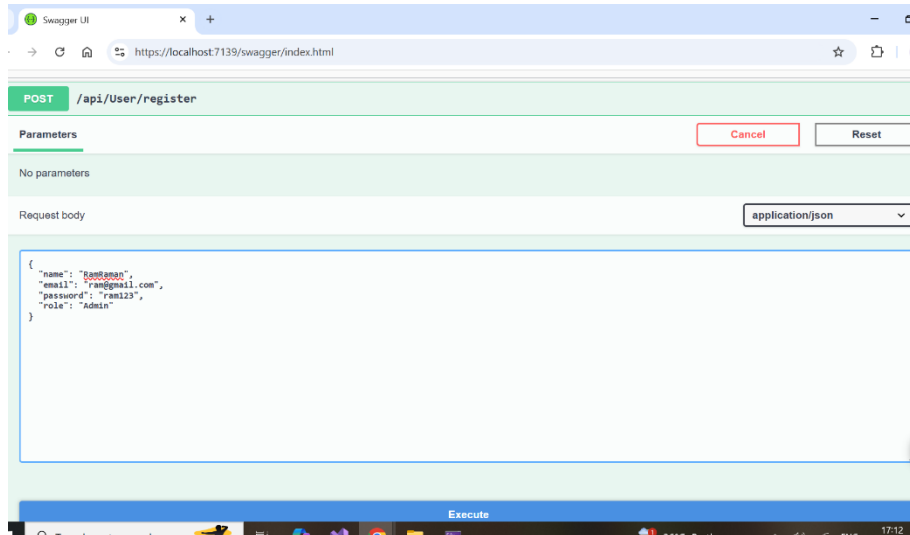 Swagger UI
https://localhost:7139/swagger/index.html
POST /api/User/register
Parameters
Cancel
Reset
No parameters
Request body
application/json
{
"name": "RamRaman",
"email": "ram@gmail.com",
"password": "ram123",
"role": "Admin"
}
Execute
17:12